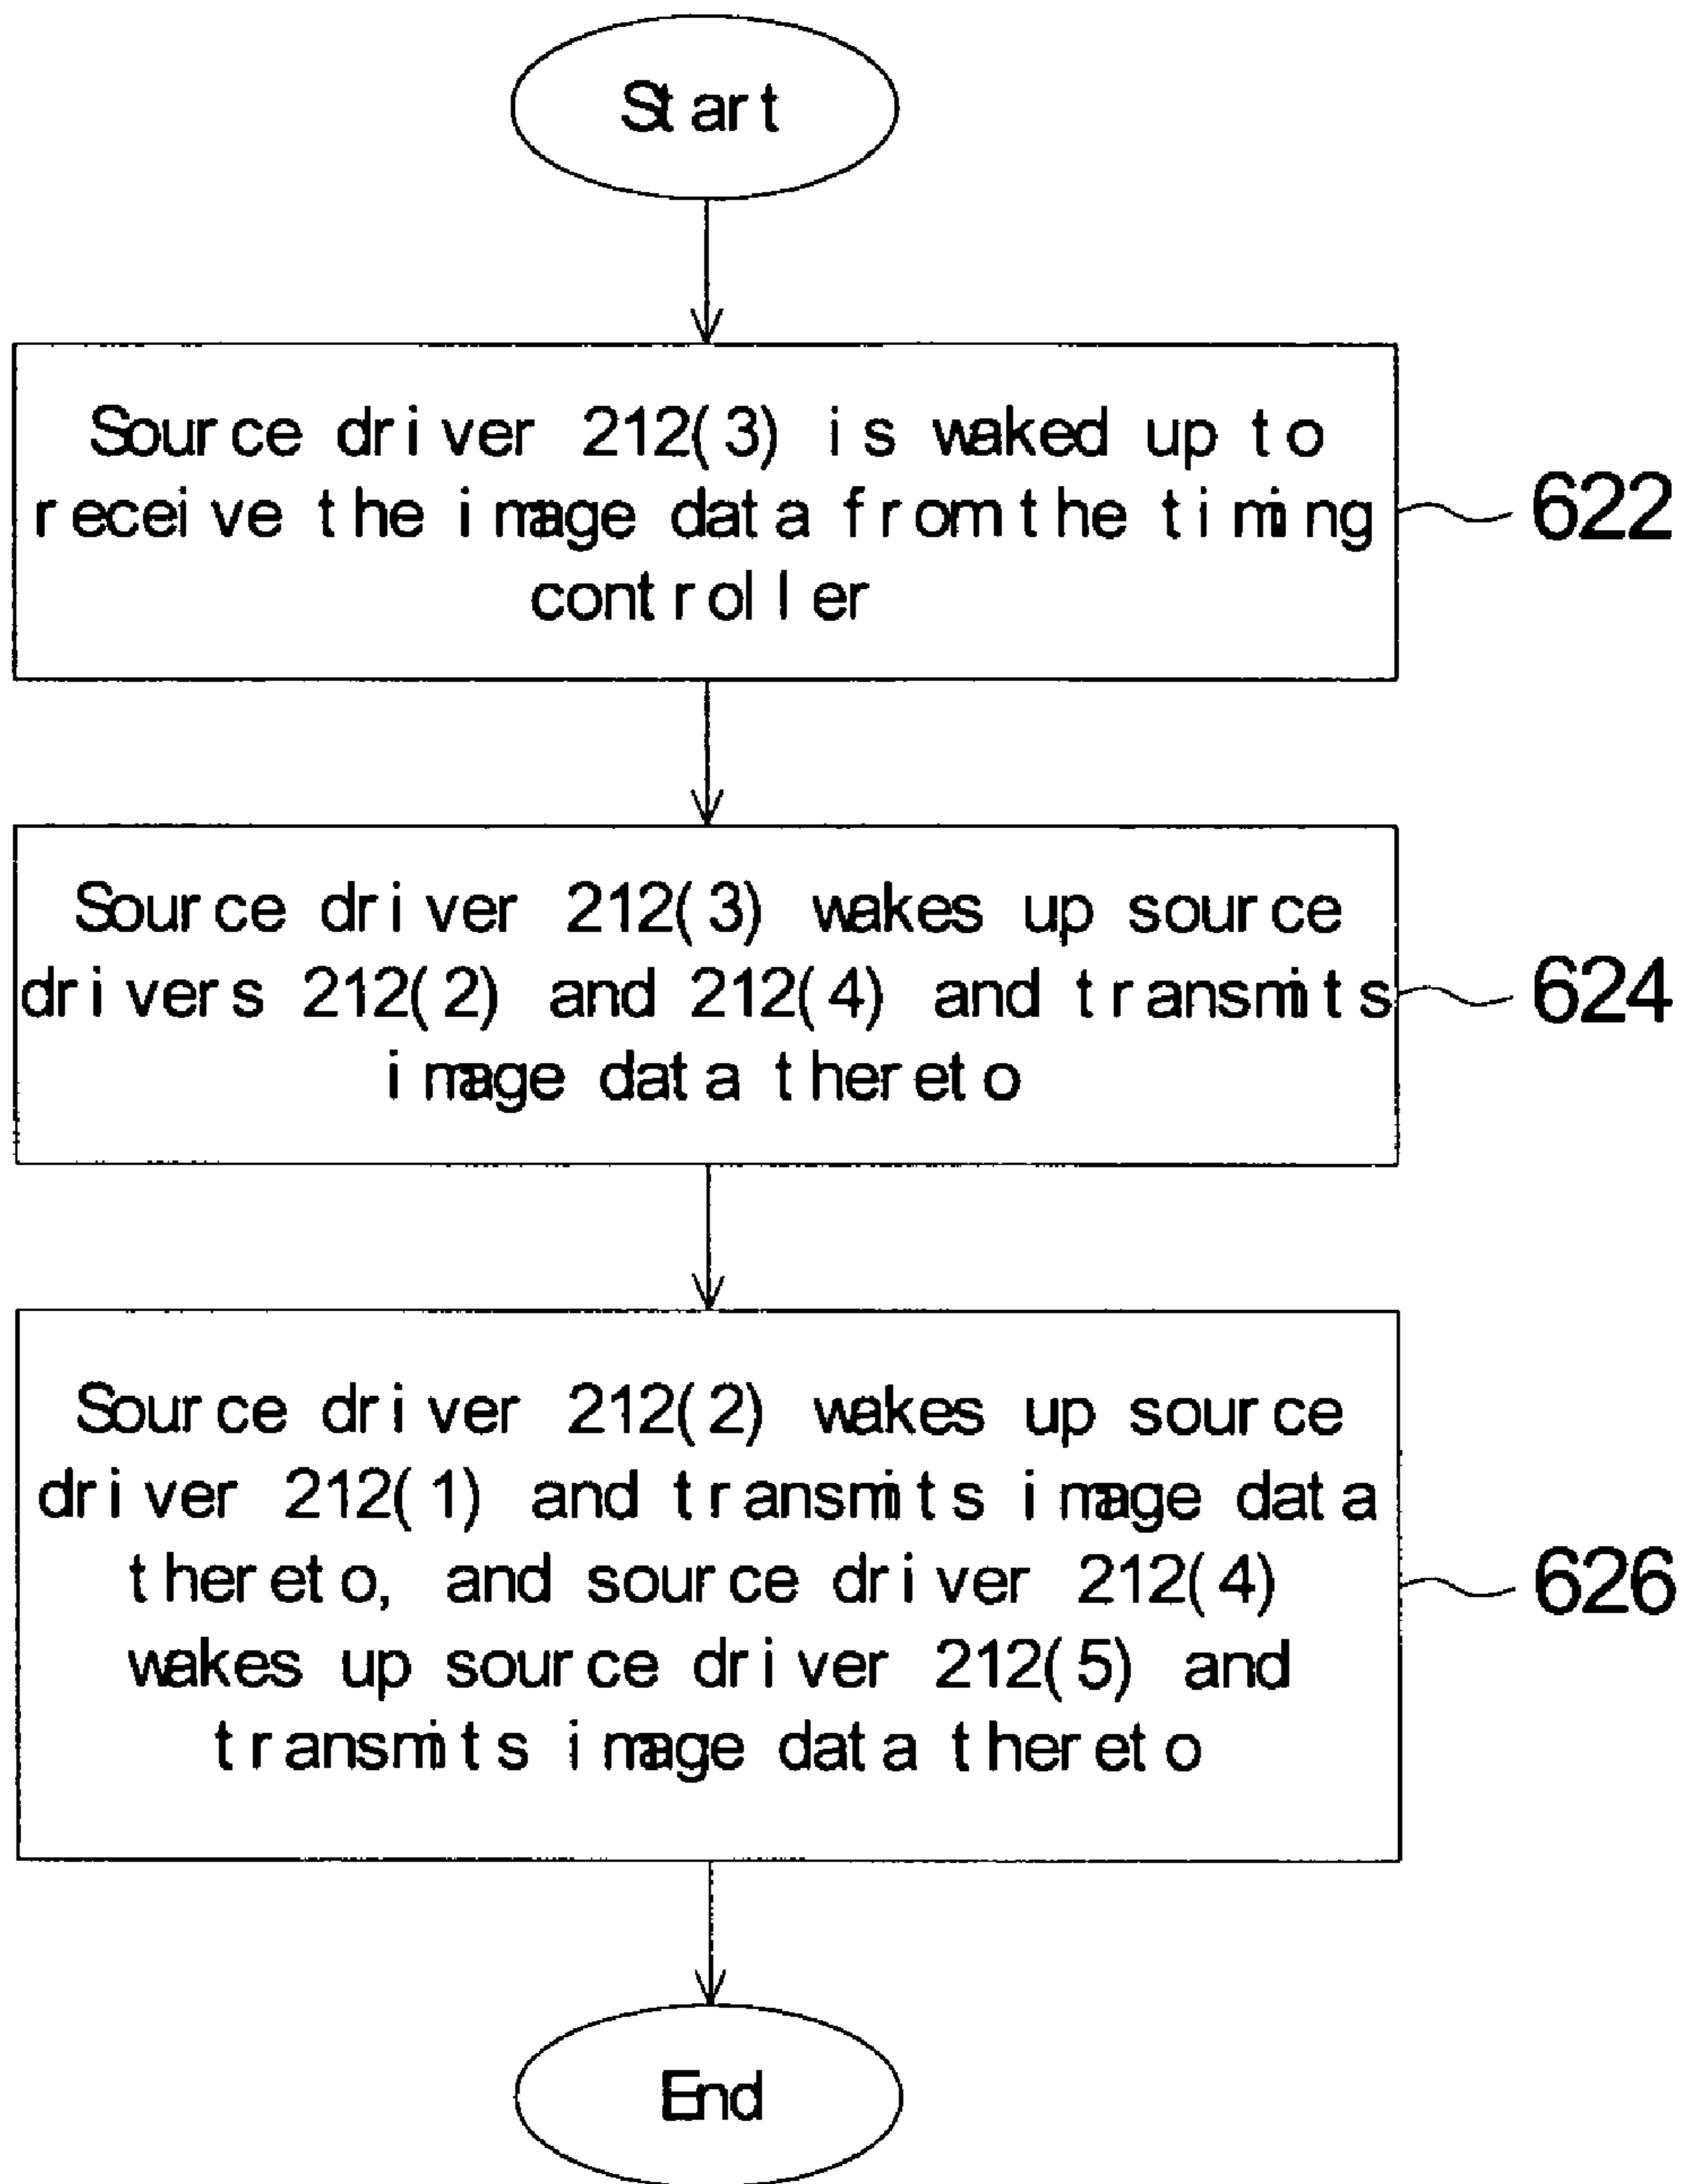 Start
Source driver 212(3) is waked up to
receive the image data from the timing
controller
622
Source driver 212(3) wakes up source
drivers 212(2) and 212(4) and transmits
image data thereto
624
Source driver 212(2) wakes up source
driver 212(1) and transmits image data
thereto, and source driver 212(4)
wakes up source driver 212(5) and
transmits image data thereto
626
End